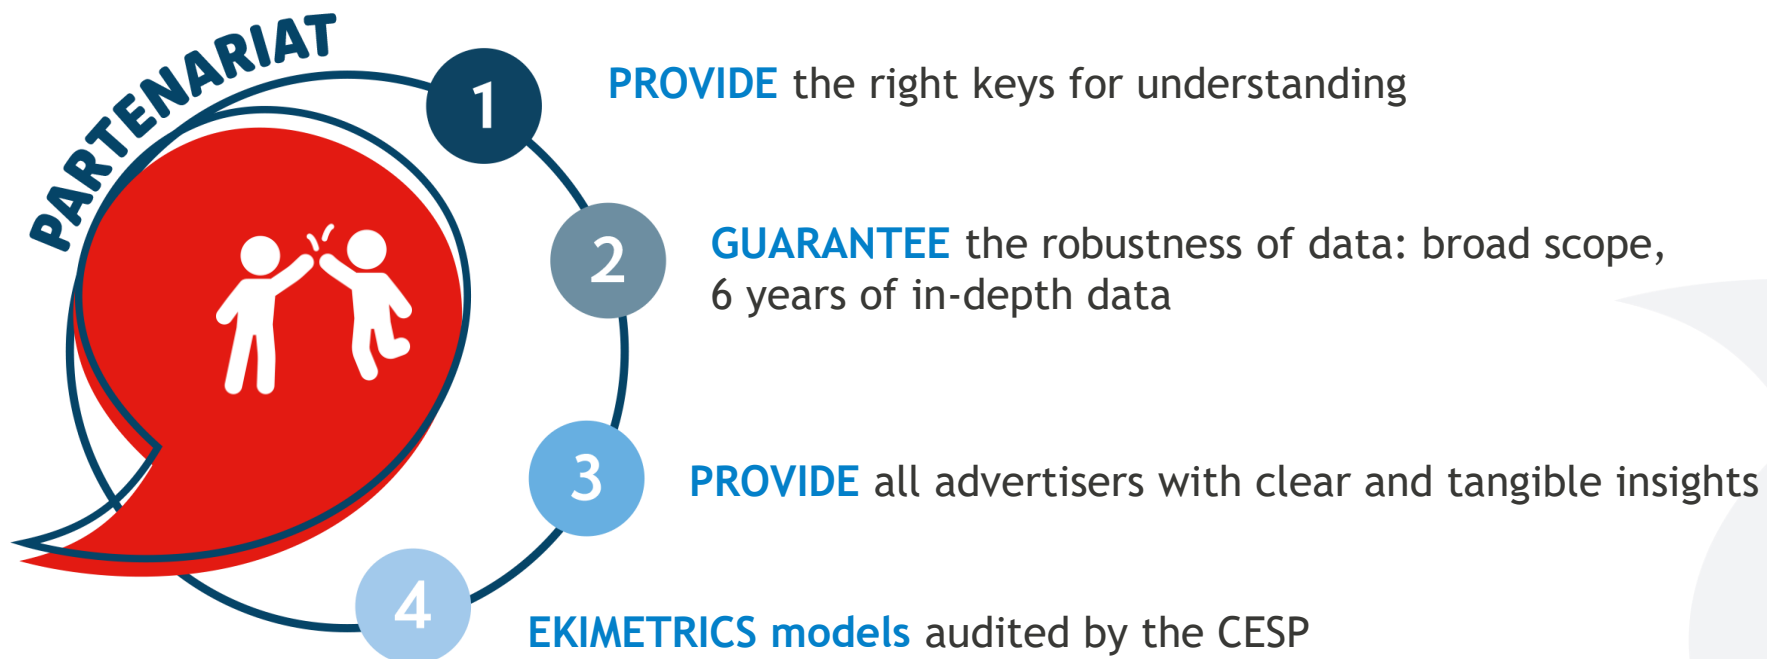 PARTENARIAT
1
PROVIDE the right keys for understanding
2
GUARANTEE the robustness of data: broad scope,
6 years of in-depth data
3
PROVIDE all advertisers with clear and tangible insights
4
EKIMETRICS models audited by the CESP